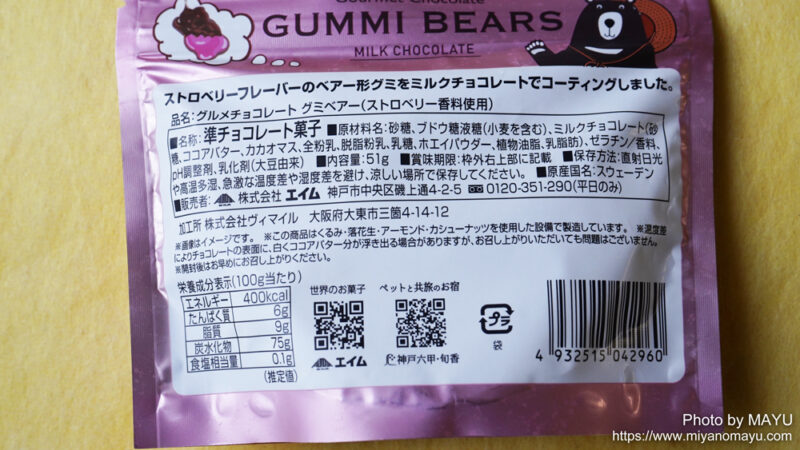 Gourmet Chocolate
GUMMI BEARS
MILK CHOCOLATE
ストロベリーフレーバーのベアー形グミをミルクチョコレートでコーティングしました。
品名:グルメチョコレート グミベアー(ストロベリー香料使用)
■名称:準チョコレート菓子 ■原材料名:砂糖、ブドウ糖液糖(小麦を含む)、ミルクチョコレート(砂
糖、ココアバター、カカオマス、全粉乳、脱脂粉乳、乳糖、ホエイパウダー、植物油脂、乳脂肪)、ゼラチン/香料、
pH調整剤、乳化剤(大豆由来) ■内容量:51g ■賞味期限:枠外右上部に記載 ■保存方法:直射日光
や高温多湿、急激な温度差や湿度差を避け、涼しい場所で保存してください。 ■原産国名:スウェーデン
■販売者:株式会社 エイム 神戸市中央区磯上通4-2-5 0120-351-290(平日のみ)
加工所 株式会社ヴィマイル 大阪府大東市三箇4-14-12
※画像はイメージです。 ※この商品はくるみ・落花生・アーモンド・カシューナッツを使用した設備で製造しています。 ※温度差
によりチョコレートの表面に、白くココアバター分が浮き出る場合がありますが、お召し上がりいただいても問題はございません。
※開封後はお早めにお召し上がりください。
栄養成分表示(100g当たり)
エネルギー 400kcal
たんぱく質 6g
脂質 9g
炭水化物 75g
食塩相当量 0.1g
(推定値)
世界のお菓子
エイム
ペットと共旅のお宿
神戸六甲・旬香
プラ
袋
4 932515 042960
Photo by MAYU
https://www.miyanomayu.com